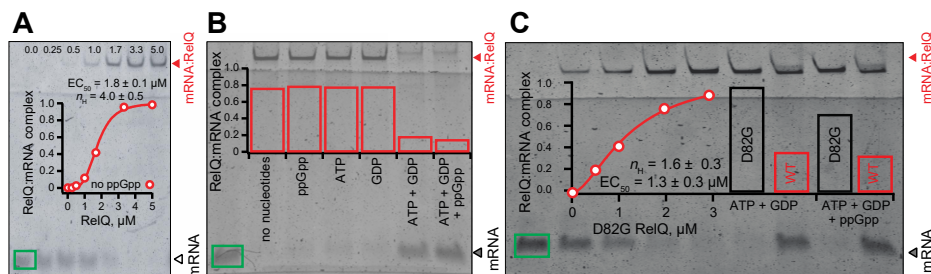 A
0.0 0.25 0.5 1.0 1.7 3.3 5.0
mRNA:RelQ
EC50 = 1.8 ± 0.1 µM
nH = 4.0 ± 0.5
RelQ:mRNA complex
1.0
0.8
0.6
0.4
0.2
0.0
no ppGpp
0 1 2 3 4 5
RelQ, µM
mRNA
B
mRNA:RelQ
RelQ:mRNA complex
1.0
0.8
0.6
0.4
0.2
0
no nucleotides
ppGpp
ATP
GDP
ATP + GDP
ATP + GDP
+ ppGpp
mRNA
C
mRNA:RelQ
RelQ:mRNA complex
1.0
0.8
0.6
0.4
0.2
0.0
nH = 1.6 ± 0.3
EC50 = 1.3 ± 0.3 µM
0 1 2 3
D82G RelQ, µM
D82G
WT
D82G
WT
ATP + GDP
ATP + GDP
+ ppGpp
mRNA